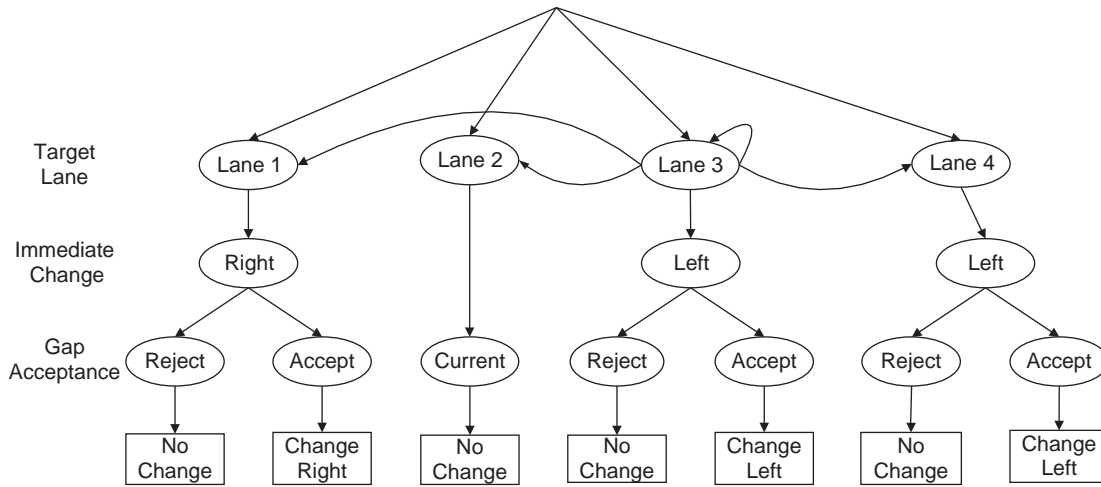 Target
Lane
Lane 1
Lane 2
Lane 3
Lane 4
Immediate
Change
Right
Left
Left
Gap
Acceptance
Reject
Accept
Current
Reject
Accept
Reject
Accept
No
Change
Change
Right
No
Change
No
Change
Change
Left
No
Change
Change
Left